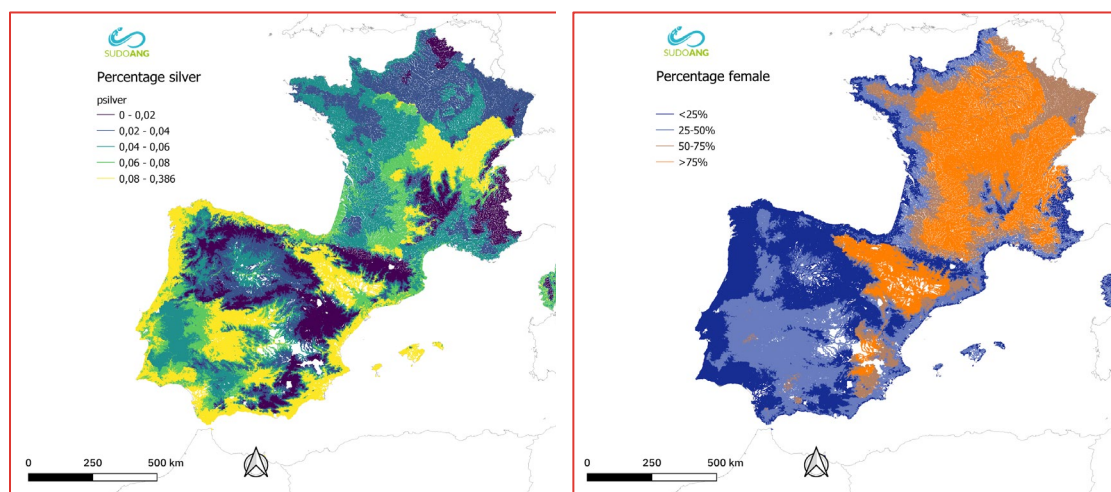 SUDOANG
Percentage silver
psilver
0 - 0,02
0,02 - 0,04
0,04 - 0,06
0,06 - 0,08
0,08 - 0,386
0 250 500 km
SUDOANG
Percentage female
<25%
25-50%
50-75%
>75%
0 250 500 km